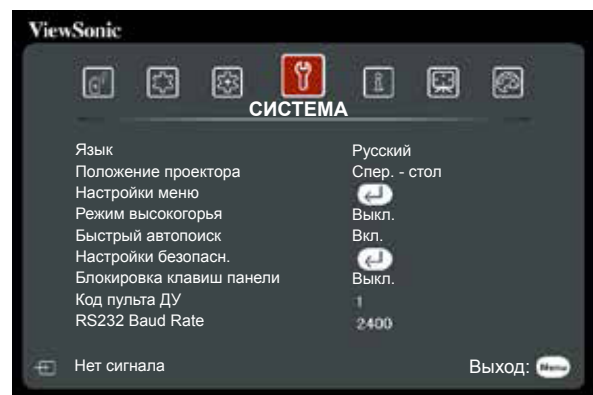 ViewSonic
СИСТЕМА
Язык Русский
Положение проектора Спер. - стол
Настройки меню
Режим высокогорья Выкл.
Быстрый автопоиск Вкл.
Настройки безопасн.
Блокировка клавиш панели Выкл.
Код пульта ДУ 1
RS232 Baud Rate 2400
Нет сигнала Выход: Menu